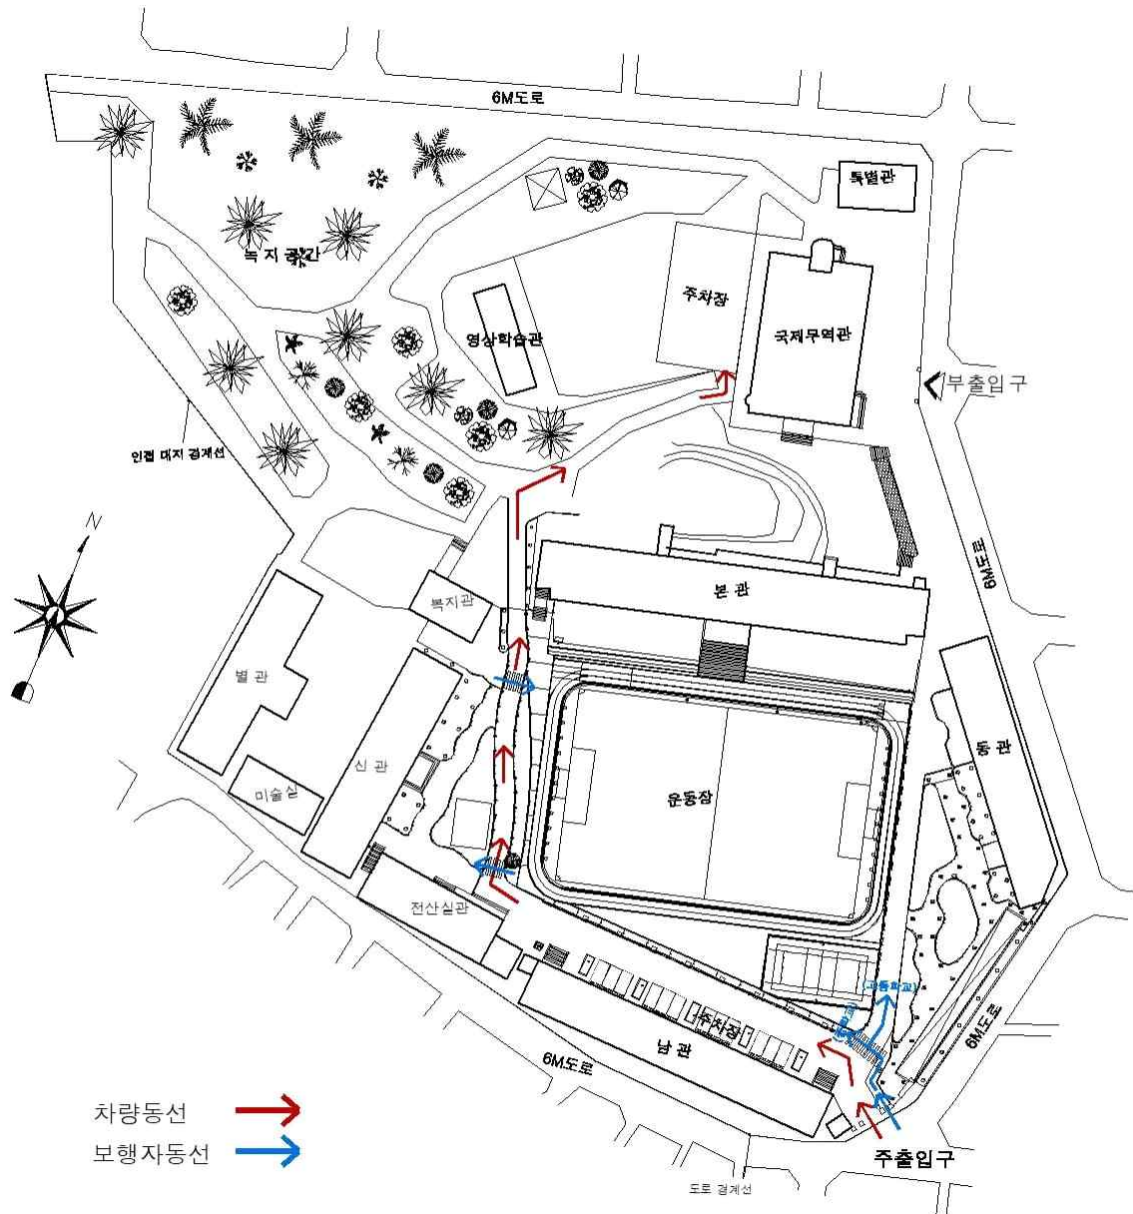 6M도로
특별관
녹지공간
주차장
국제무역관
영상학습관
부출입구
인접 대지 경계선
N
6M도로
본관
복지관
별관
동관
신관
미술실
운동장
전산실관
(고등학교)
주차장
남관
6M도로
6M도로
차량동선
보행자동선
주출입구
도로 경계선